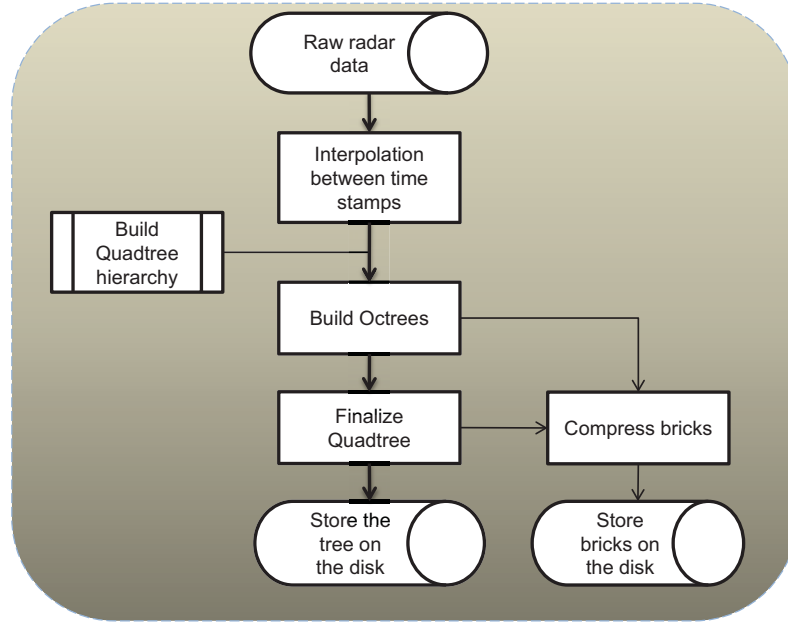 Raw radar
data
Interpolation
between time
stamps
Build
Quadtree
hierarchy
Build Octrees
Finalize
Quadtree
Compress bricks
Store the
tree on
the disk
Store
bricks on
the disk